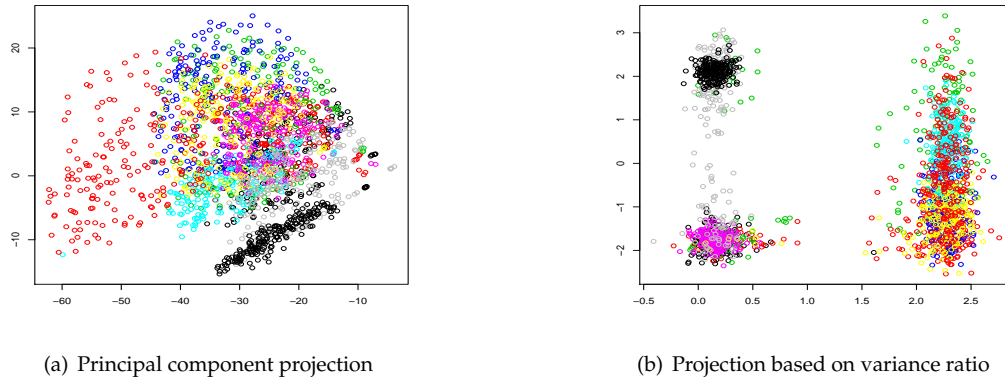 20
10
0
−10
−60 −50 −40 −30 −20 −10
3
2
1
0
−1
−2
−0.5 0.0 0.5 1.0 1.5 2.0 2.5
(a) Principal component projection
(b) Projection based on variance ratio